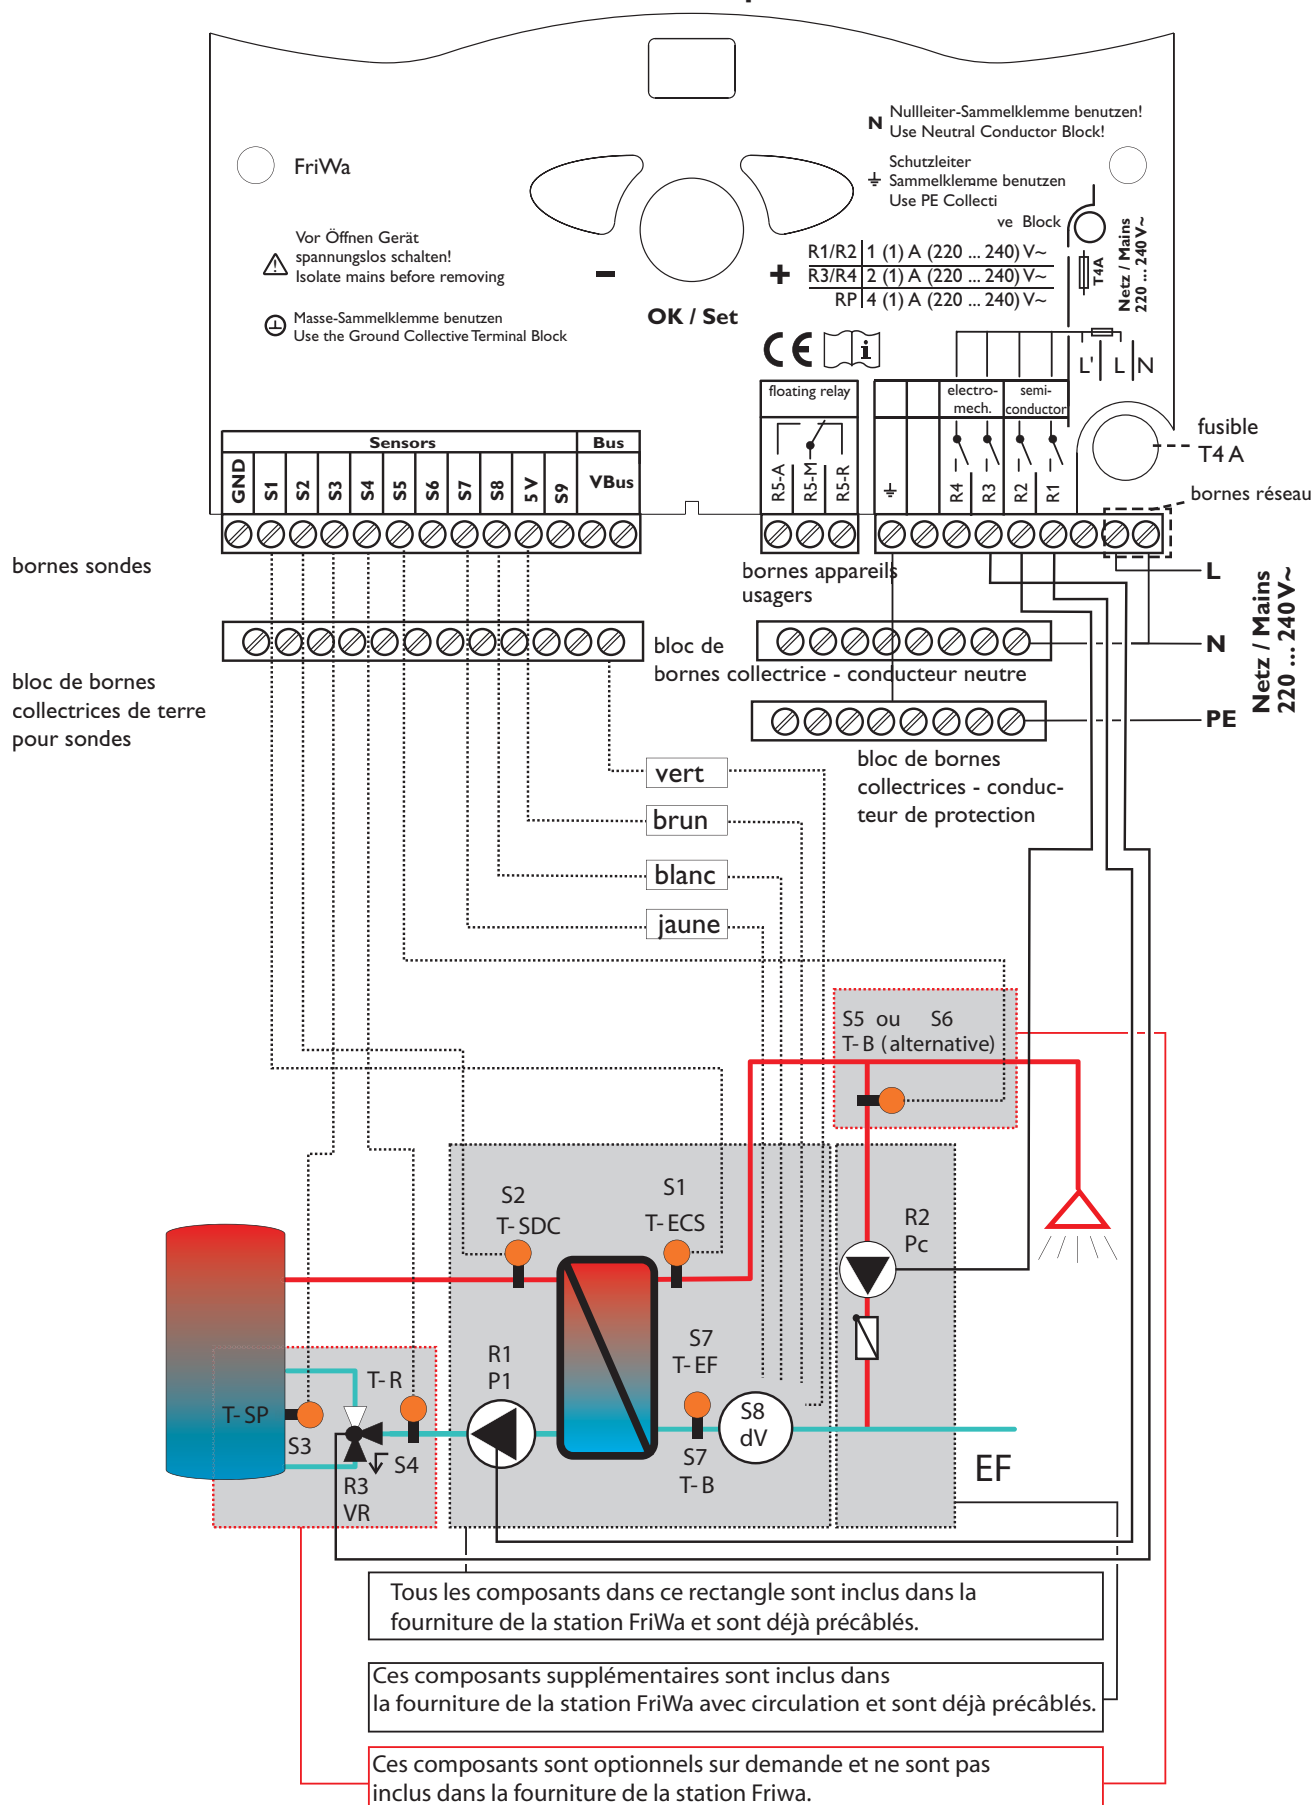 N Nullleiter-Sammelklemme benutzen!
Use Neutral Conductor Block!
FriWa
Schutzleiter
Sammelklemme benutzen
Use PE Collecti
ve Block
Vor Öffnen Gerät
spannungslos schalten!
Isolate mains before removing
Masse-Sammelklemme benutzen
Use the Ground Collective Terminal Block
–
+
OK / Set
R1/R2 1 (1) A (220 ... 240) V~
R3/R4 2 (1) A (220 ... 240) V~
RP 4 (1) A (220 ... 240) V~
T4A
Netz / Mains
220 ... 240 V~
CE i
L' L N
floating relay
electro-
mech.
semi-
conductor
R5-A R5-M R5-R
R4 R3 R2 R1
fusible
T4 A
bornes réseau
Sensors Bus
GND S1 S2 S3 S4 S5 S6 S7 S8 5 V S9 VBus
bornes sondes
bornes appareils
usagers
L
N
PE
Netz / Mains
220 ... 240 V~
bloc de
bornes collectrice - conducteur neutre
bloc de bornes
collectrices de terre
pour sondes
bloc de bornes
collectrices - conduc-
teur de protection
vert
brun
blanc
jaune
S5 ou S6
T-B (alternative)
S2
T-SDC
S1
T-ECS
R2
Pc
R1
P1
S7
T-EF
T-R
T-SP
S3
S4
R3
VR
S8
dV
S7
T-B
EF
Tous les composants dans ce rectangle sont inclus dans la
fourniture de la station FriWa et sont déjà précâblés.
Ces composants supplémentaires sont inclus dans
la fourniture de la station FriWa avec circulation et sont déjà précâblés.
Ces composants sont optionnels sur demande et ne sont pas
inclus dans la fourniture de la station Friwa.